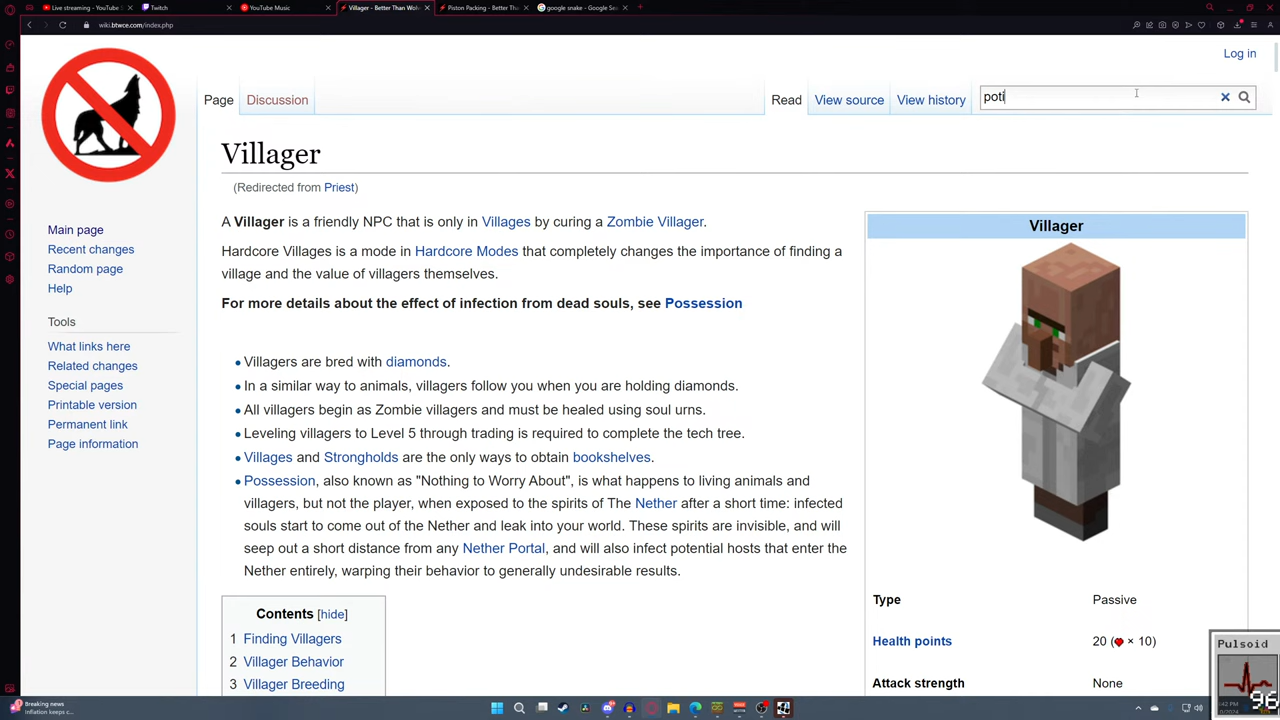 Live streaming - YouTube S
Twitch
YouTube Music
Villager - Better Than Wol
Piston Packing - Better Tha
google snake - Google Sea
wiki.btwce.com/index.php
Log in
Page
Discussion
Read
View source
View history
poti
Villager
(Redirected from Priest)
A Villager is a friendly NPC that is only in Villages by curing a Zombie Villager.
Hardcore Villages is a mode in Hardcore Modes that completely changes the importance of finding a
village and the value of villagers themselves.
For more details about the effect of infection from dead souls, see Possession
• Villagers are bred with diamonds.
• In a similar way to animals, villagers follow you when you are holding diamonds.
• All villagers begin as Zombie villagers and must be healed using soul urns.
• Leveling villagers to Level 5 through trading is required to complete the tech tree.
• Villages and Strongholds are the only ways to obtain bookshelves.
• Possession, also known as "Nothing to Worry About", is what happens to living animals and
villagers, but not the player, when exposed to the spirits of The Nether after a short time: infected
souls start to come out of the Nether and leak into your world. These spirits are invisible, and will
seep out a short distance from any Nether Portal, and will also infect potential hosts that enter the
Nether entirely, warping their behavior to generally undesirable results.
Contents [hide]
1 Finding Villagers
2 Villager Behavior
3 Villager Breeding
Main page
Recent changes
Random page
Help
Tools
What links here
Related changes
Special pages
Printable version
Permanent link
Page information
Villager
Type
Passive
Health points
20 (❤ × 10)
Attack strength
None
Pulsoid
96
Breaking news
Inflation keeps c...